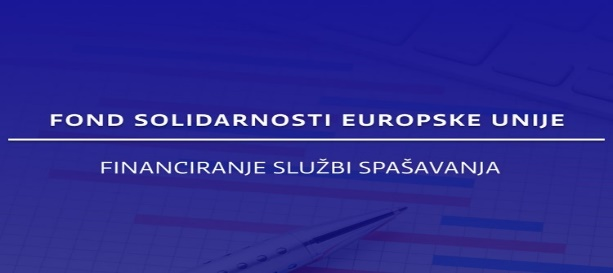 FOND SOLIDARNOSTI EUROPSKE UNIJE
FINANCIRANJE SLUŽBI SPAŠAVANJA